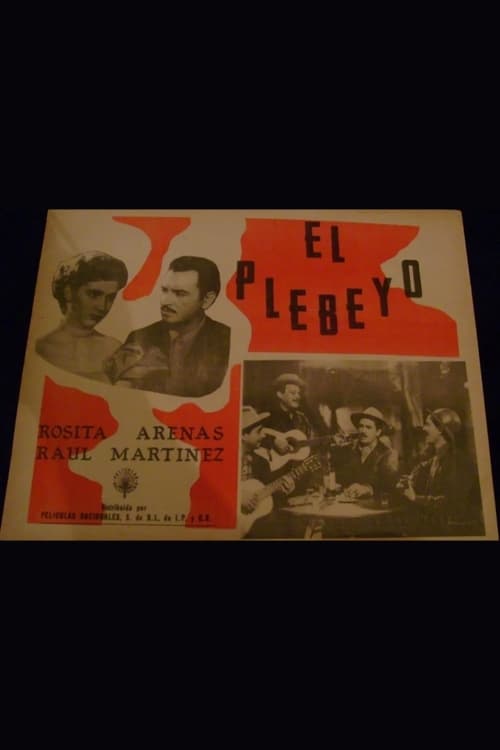 EL
PLEBEYO
ROSITA ARENAS
RAUL MARTINEZ
Distribuida por
PELICULAS NACIONALES, S. de R.L. de I.P. y C.V.